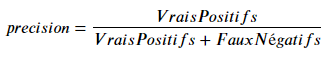 precision = VraisPositifs / VraisPositifs + FauxNégatifs